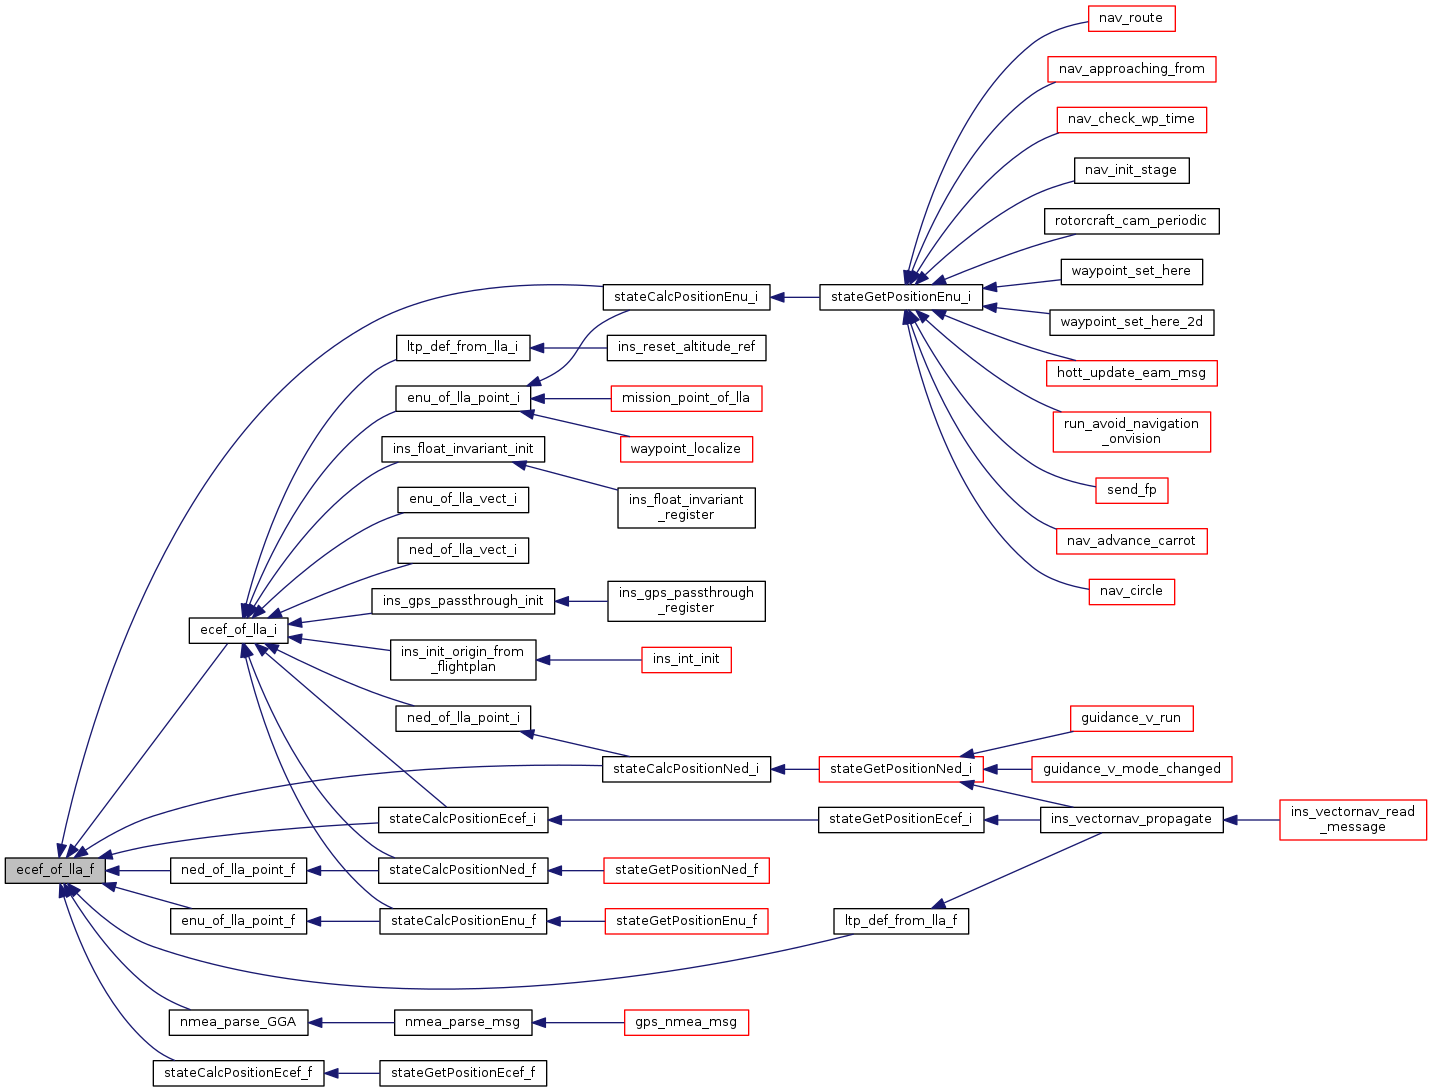 nav_route
nav_approaching_from
nav_check_wp_time
nav_init_stage
rotorcraft_cam_periodic
waypoint_set_here
stateCalcPositionEnu_i
stateGetPositionEnu_i
waypoint_set_here_2d
ltp_def_from_lla_i
ins_reset_altitude_ref
hott_update_eam_msg
enu_of_lla_point_i
mission_point_of_lla
run_avoid_navigation
_onvision
ins_float_invariant_init
waypoint_localize
enu_of_lla_vect_i
ins_float_invariant
_register
send_fp
ned_of_lla_vect_i
nav_advance_carrot
ins_gps_passthrough_init
ins_gps_passthrough
_register
nav_circle
ecef_of_lla_i
ins_init_origin_from
_flightplan
ins_int_init
ned_of_lla_point_i
guidance_v_run
stateCalcPositionNed_i
stateGetPositionNed_i
guidance_v_mode_changed
stateCalcPositionEcef_i
stateGetPositionEcef_i
ins_vectornav_propagate
ins_vectornav_read
_message
ecef_of_lla_f
ned_of_lla_point_f
stateCalcPositionNed_f
stateGetPositionNed_f
enu_of_lla_point_f
stateCalcPositionEnu_f
stateGetPositionEnu_f
ltp_def_from_lla_f
nmea_parse_GGA
nmea_parse_msg
gps_nmea_msg
stateCalcPositionEcef_f
stateGetPositionEcef_f